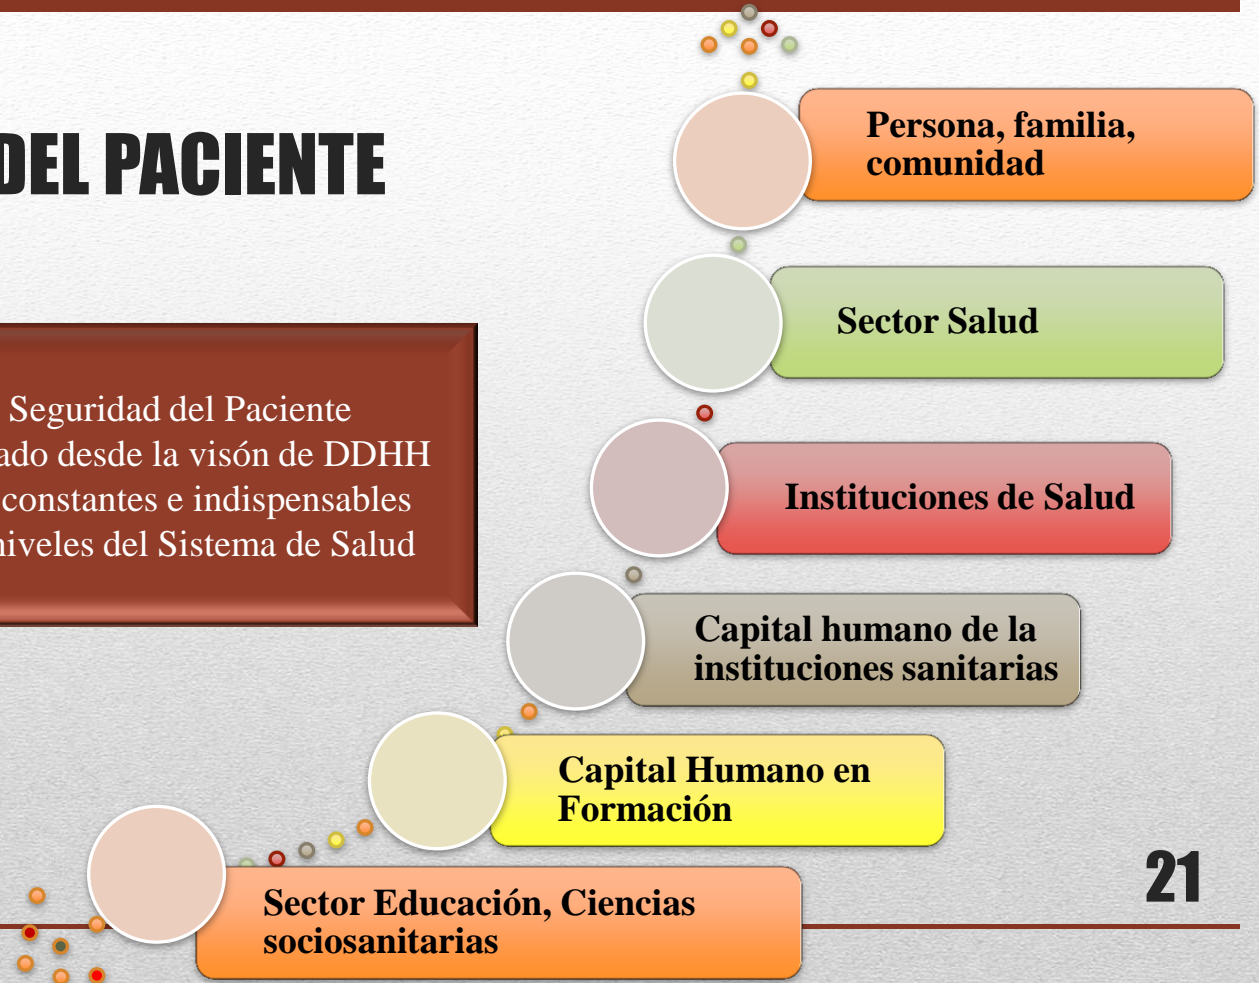 DEL PACIENTE
Seguridad del Paciente
ado desde la visón de DDHH
constantes e indispensables
niveles del Sistema de Salud
Persona, familia,
comunidad
Sector Salud
Instituciones de Salud
Capital humano de la
instituciones sanitarias
Capital Humano en
Formación
Sector Educación, Ciencias
sociosanitarias
21